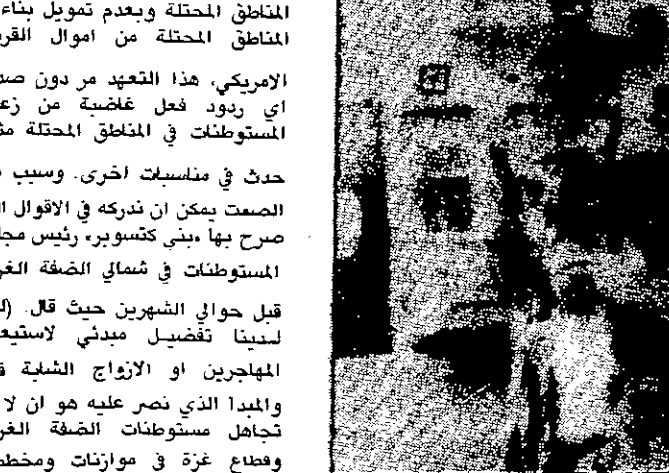 المناطق المحتلة وبعدم تمويل بناء
المناطق المحتلة من اموال القر
الامريكي، هذا التعهد مر دون صد
اي ردود فعل غاضبة من زع
المستوطنات في المناطق المحتلة مث
حدث في مناسبات اخرى. وسبب
الصمت يمكن ان ندركه في الاقوال ال
صرح بها «بني كتسوبر» رئيس مجا
المستوطنات في شمالي الضفة الغر
قبل حوالي الشهرين حيث قال. (ل
لدينا تفضيل مبدئي لاستيع
المهاجرين او الازواج الشابة ق
والمبدا الذي نصر عليه هو ان لا
تجاهل مستوطنات الضفة الغر
وقطاع غزة في موازنات ومخطط